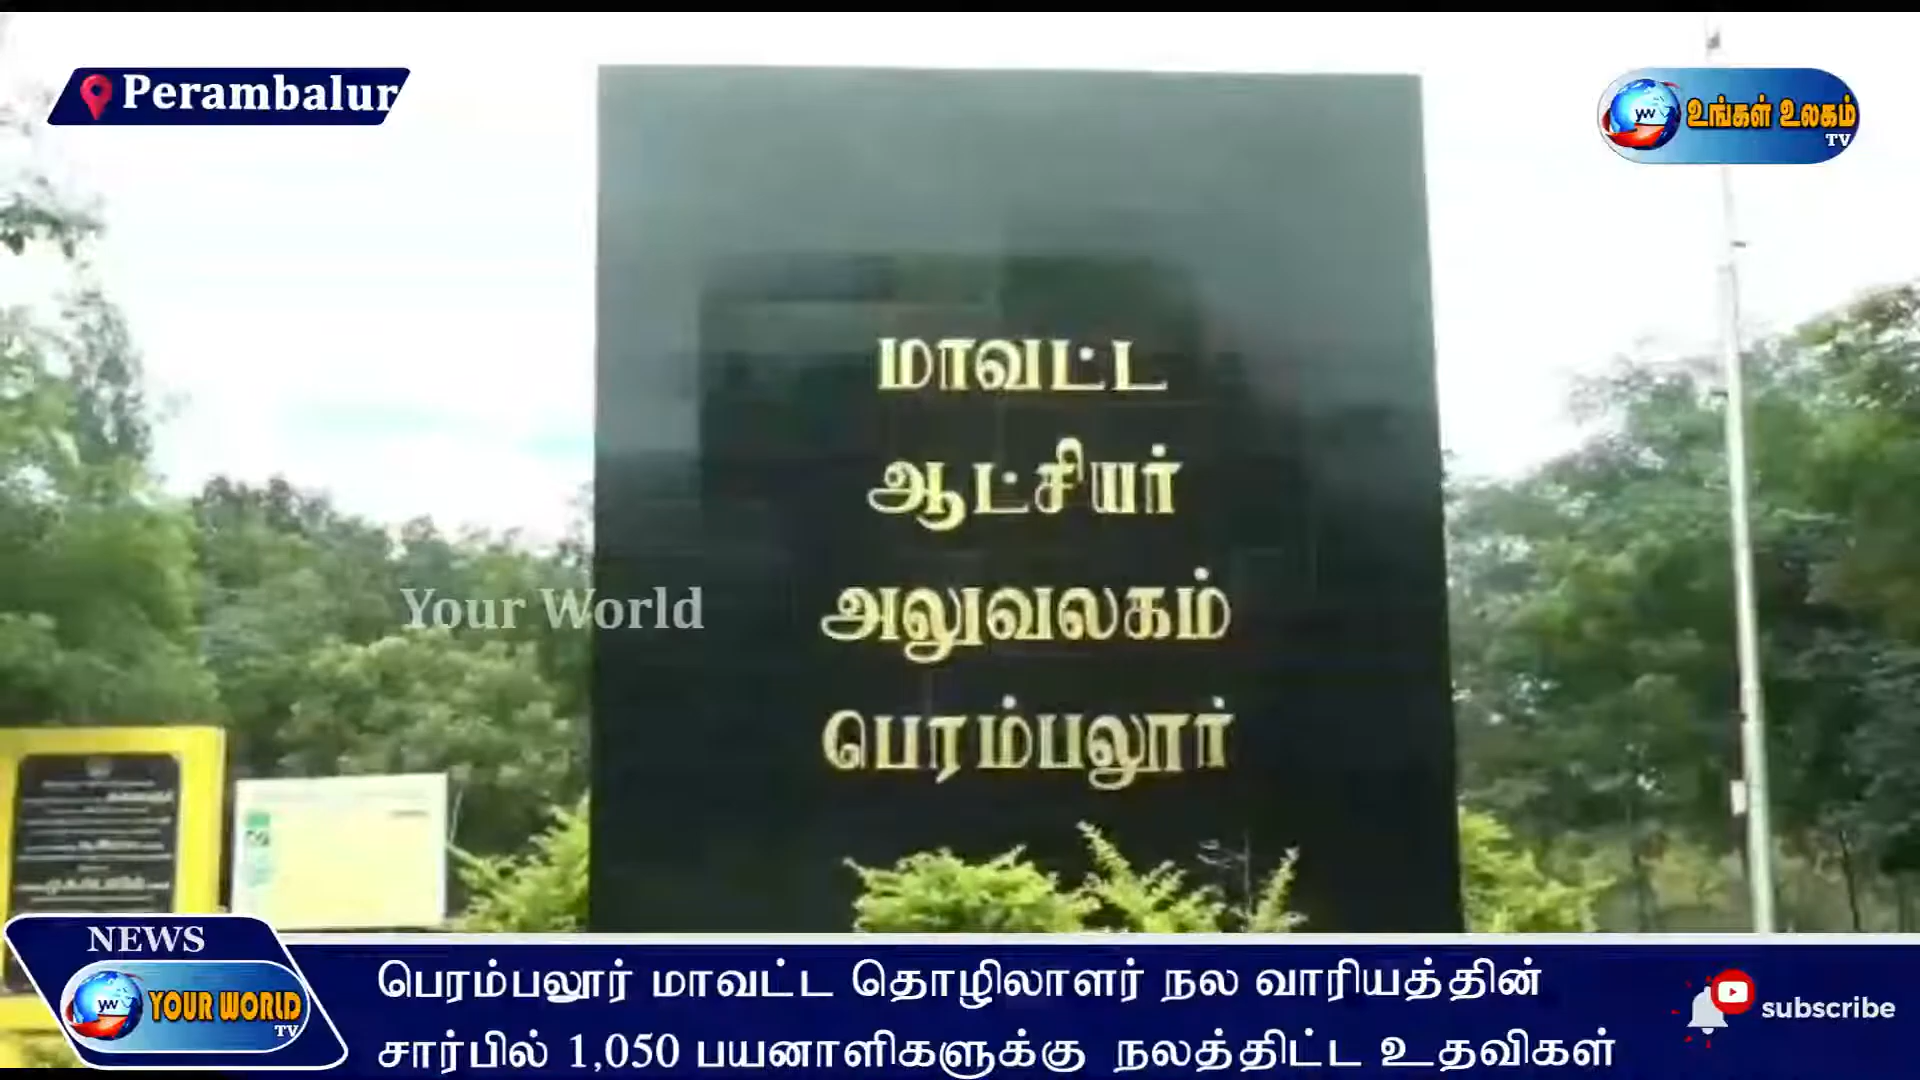 Perambalur
உங்கள் உலகம்
TV
மாவட்ட
ஆட்சியர்
அலுவலகம்
பெரம்பலூர்
Your World
NEWS
YOUR WORLD
TV
பெரம்பலூர் மாவட்ட தொழிலாளர் நல வாரியத்தின்
சார்பில் 1,050 பயனாளிகளுக்கு நலத்திட்ட உதவிகள்
subscribe